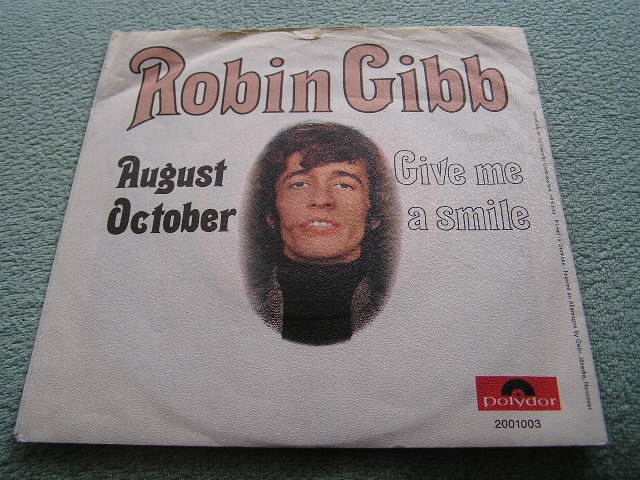 Robin Gibb
August
October
Give me
a smile
polydor
2001003